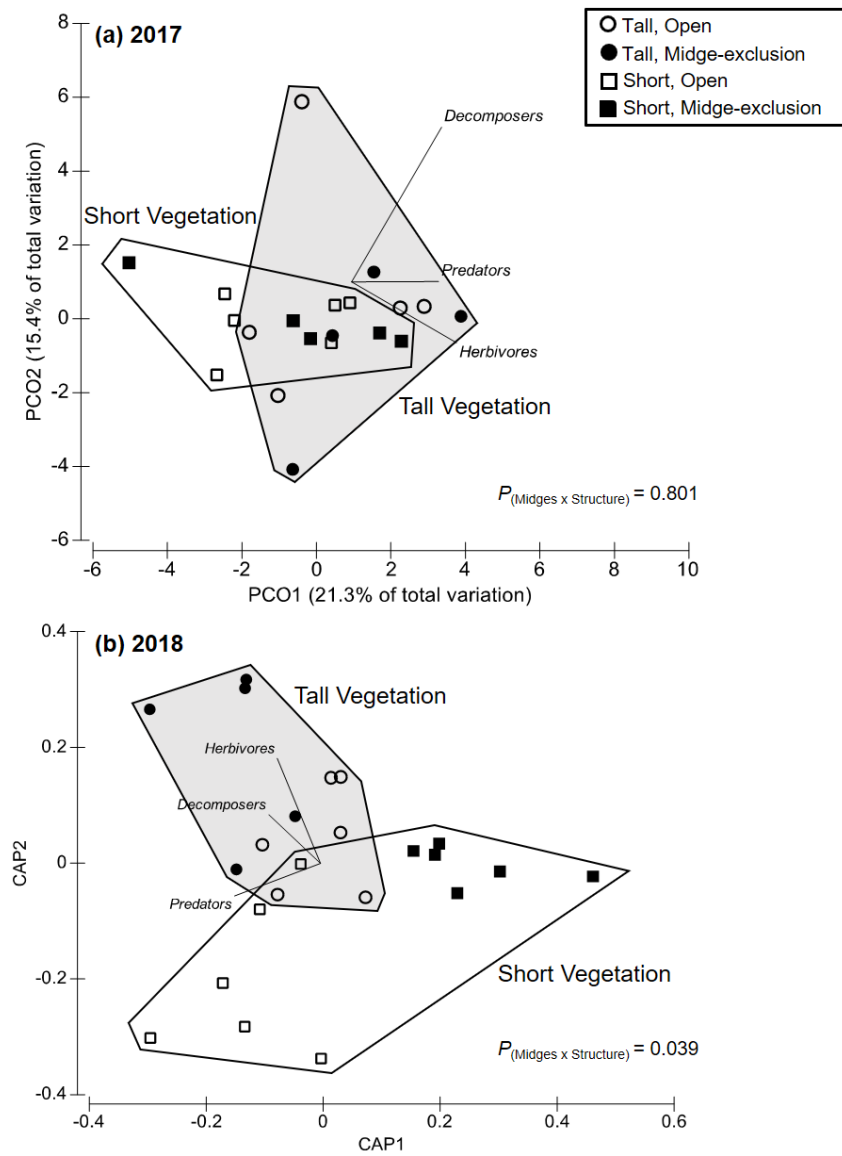 (a) 2017
Tall, Open
Tall, Midge-exclusion
Short, Open
Short, Midge-exclusion
8
6
4
2
0
-2
-4
-6
PCO2 (15.4% of total variation)
Decomposers
Short Vegetation
Predators
Herbivores
Tall Vegetation
P(Midges x Structure) = 0.801
-6
-4
-2
0
2
4
6
8
10
PCO1 (21.3% of total variation)
(b) 2018
0.4
0.2
0
-0.2
-0.4
CAP2
Tall Vegetation
Herbivores
Decomposers
Predators
Short Vegetation
P(Midges x Structure) = 0.039
-0.4
-0.2
0
0.2
0.4
0.6
CAP1